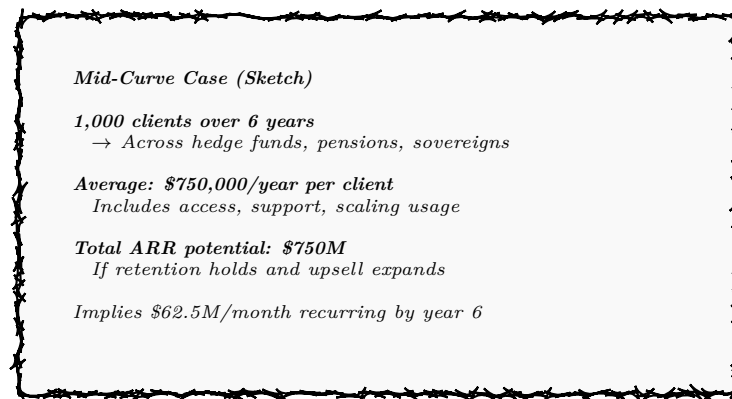 Mid-Curve Case (Sketch)
1,000 clients over 6 years
→ Across hedge funds, pensions, sovereigns
Average: $750,000/year per client
Includes access, support, scaling usage
Total ARR potential: $750M
If retention holds and upsell expands
Implies $62.5M/month recurring by year 6